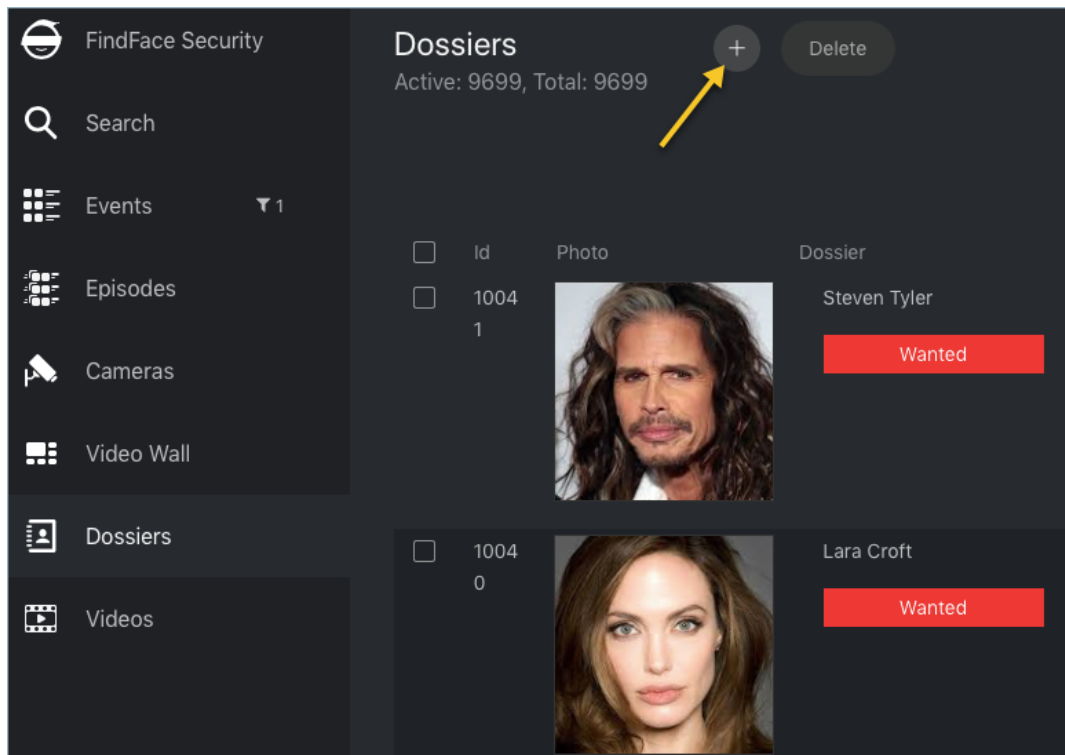 FindFace Security
Search
Events 1
Episodes
Cameras
Video Wall
Dossiers
Videos
Dossiers
+ Delete
Active: 9699, Total: 9699
Id Photo Dossier
1004
1
Steven Tyler
Wanted
1004
0
Lara Croft
Wanted